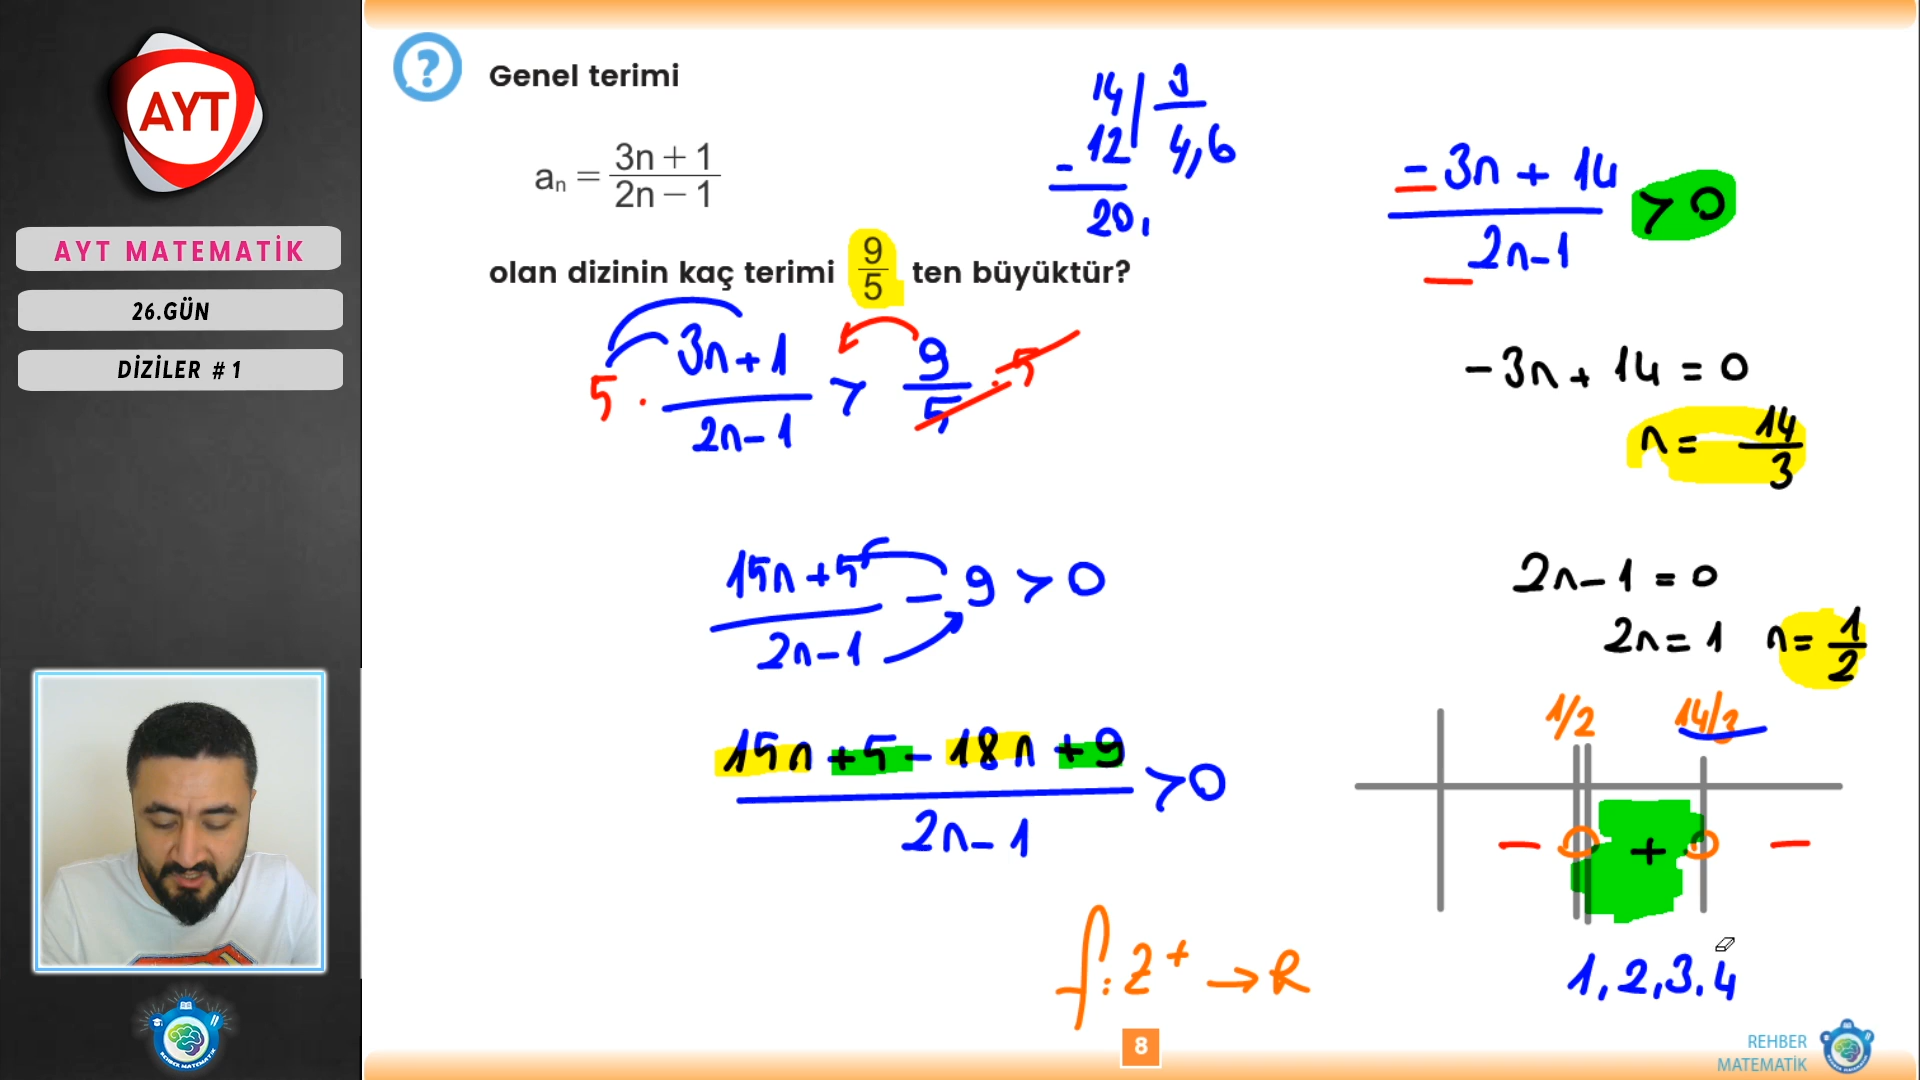 AYT
AYT MATEMATİK
26.GÜN
DİZİLER # 1
Genel terimi
aₙ = (3n + 1)/(2n − 1)
olan dizinin kaç terimi 9/5 ten büyüktür?
5 · (3n+1)/(2n-1) > 9/5 · 5
(15n+5)/(2n-1) - 9 > 0
(15n +5 - 18n +9)/(2n-1) > 0
f: Z⁺ → R
14 | 3
- 12 4,6
20,
(-3n + 14)/(2n-1) > 0
-3n + 14 = 0
n = 14/3
2n-1 = 0
2n = 1 n = 1/2
1/2 14/3
- + -
1, 2, 3, 4
8
REHBER
MATEMATİK
REHBER MATEMATİK